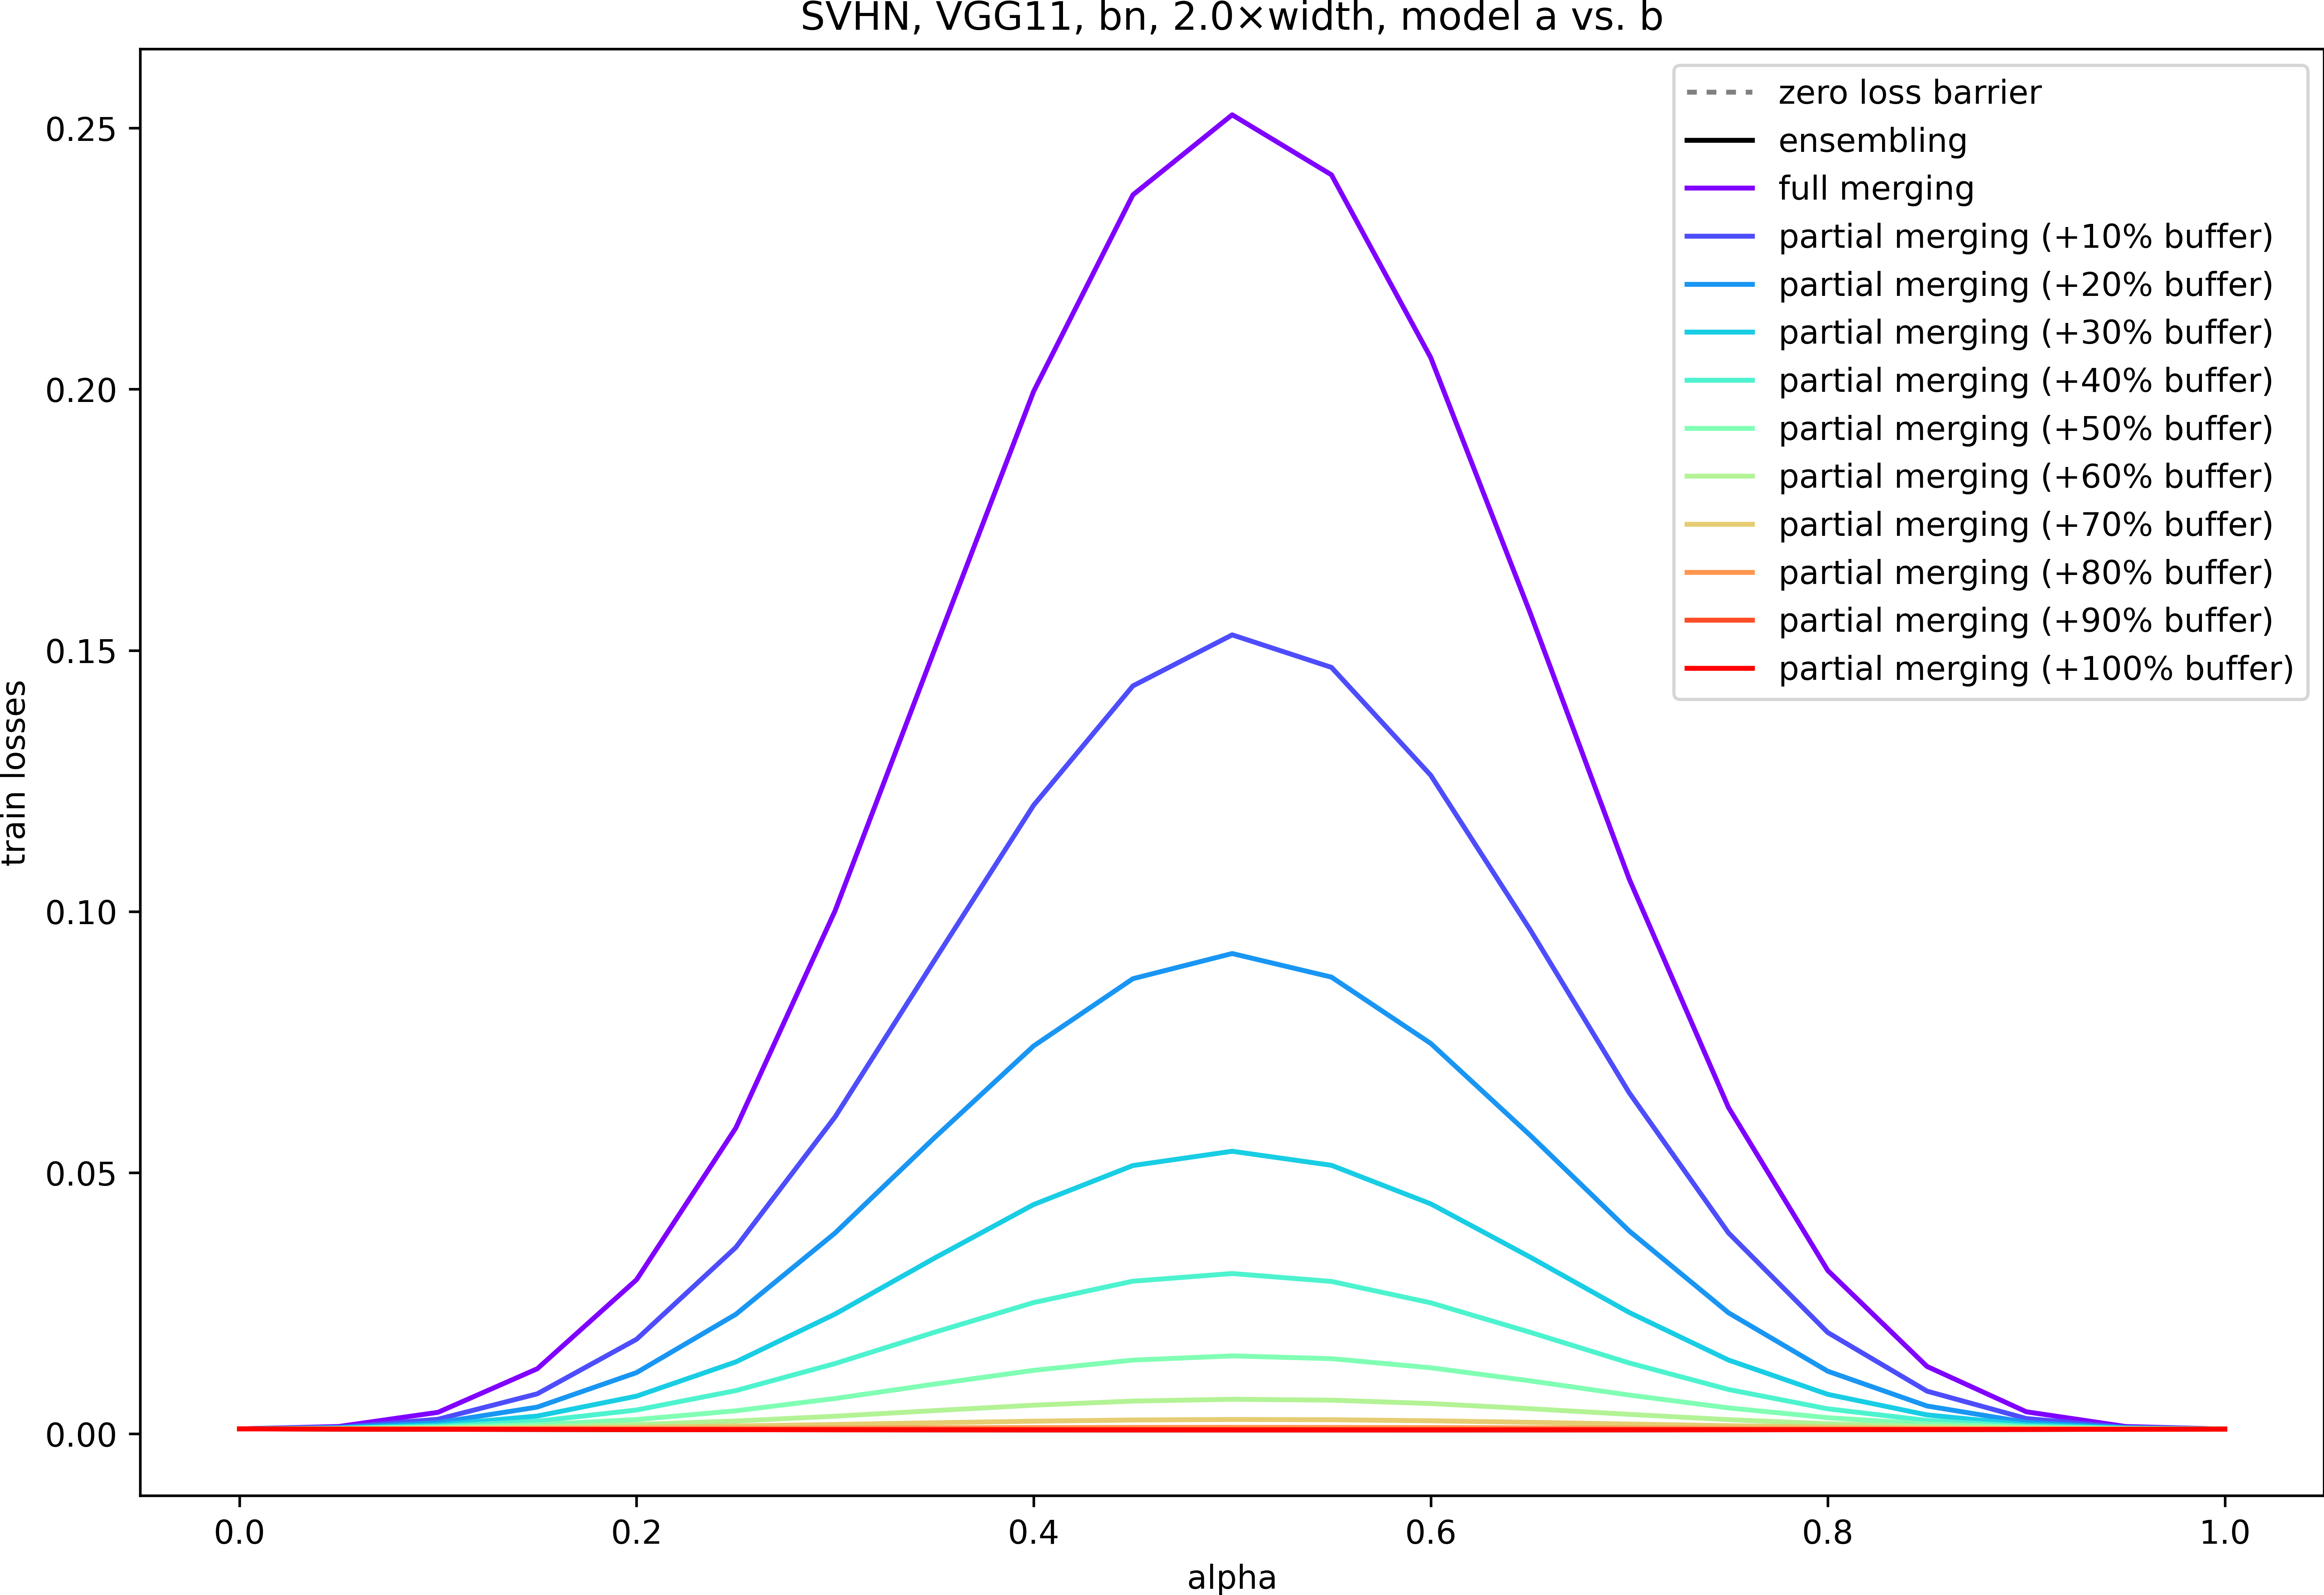 SVHN, VGG11, bn, 2.0×width, model a vs. b
zero loss barrier
ensembling
full merging
partial merging (+10% buffer)
partial merging (+20% buffer)
partial merging (+30% buffer)
partial merging (+40% buffer)
partial merging (+50% buffer)
partial merging (+60% buffer)
partial merging (+70% buffer)
partial merging (+80% buffer)
partial merging (+90% buffer)
partial merging (+100% buffer)
train losses
0.25
0.20
0.15
0.10
0.05
0.00
0.0
0.2
0.4
0.6
0.8
1.0
alpha